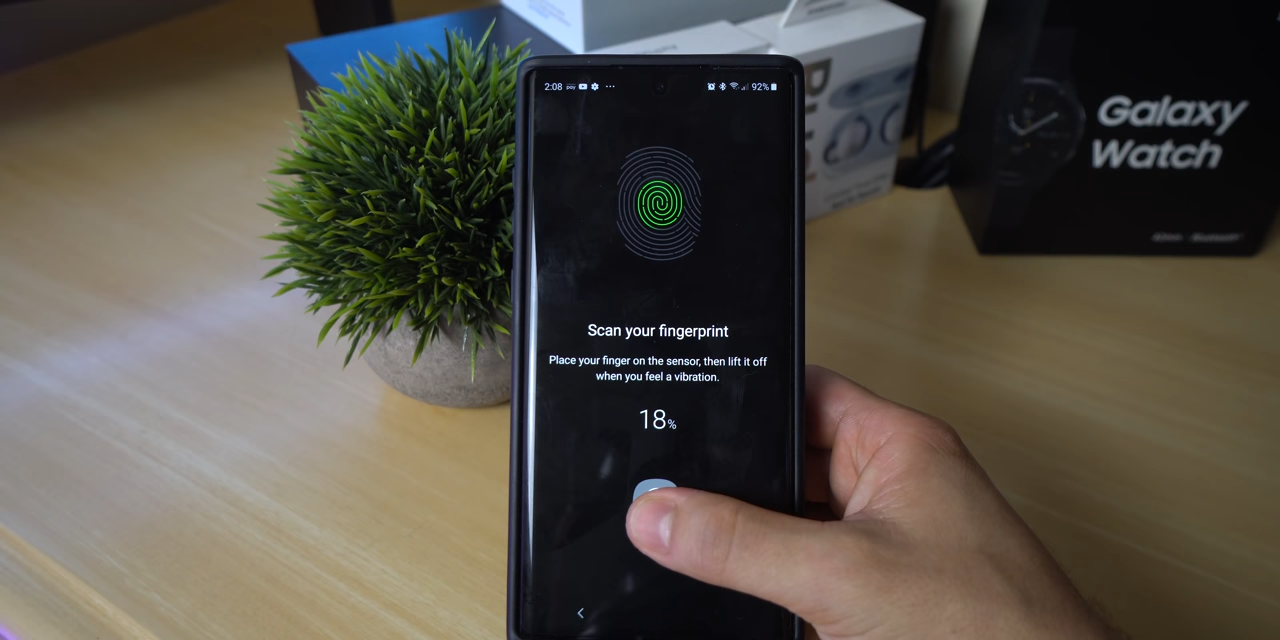 2:08
92%
Scan your fingerprint
Place your finger on the sensor, then lift it off
when you feel a vibration.
18%
Galaxy
Watch